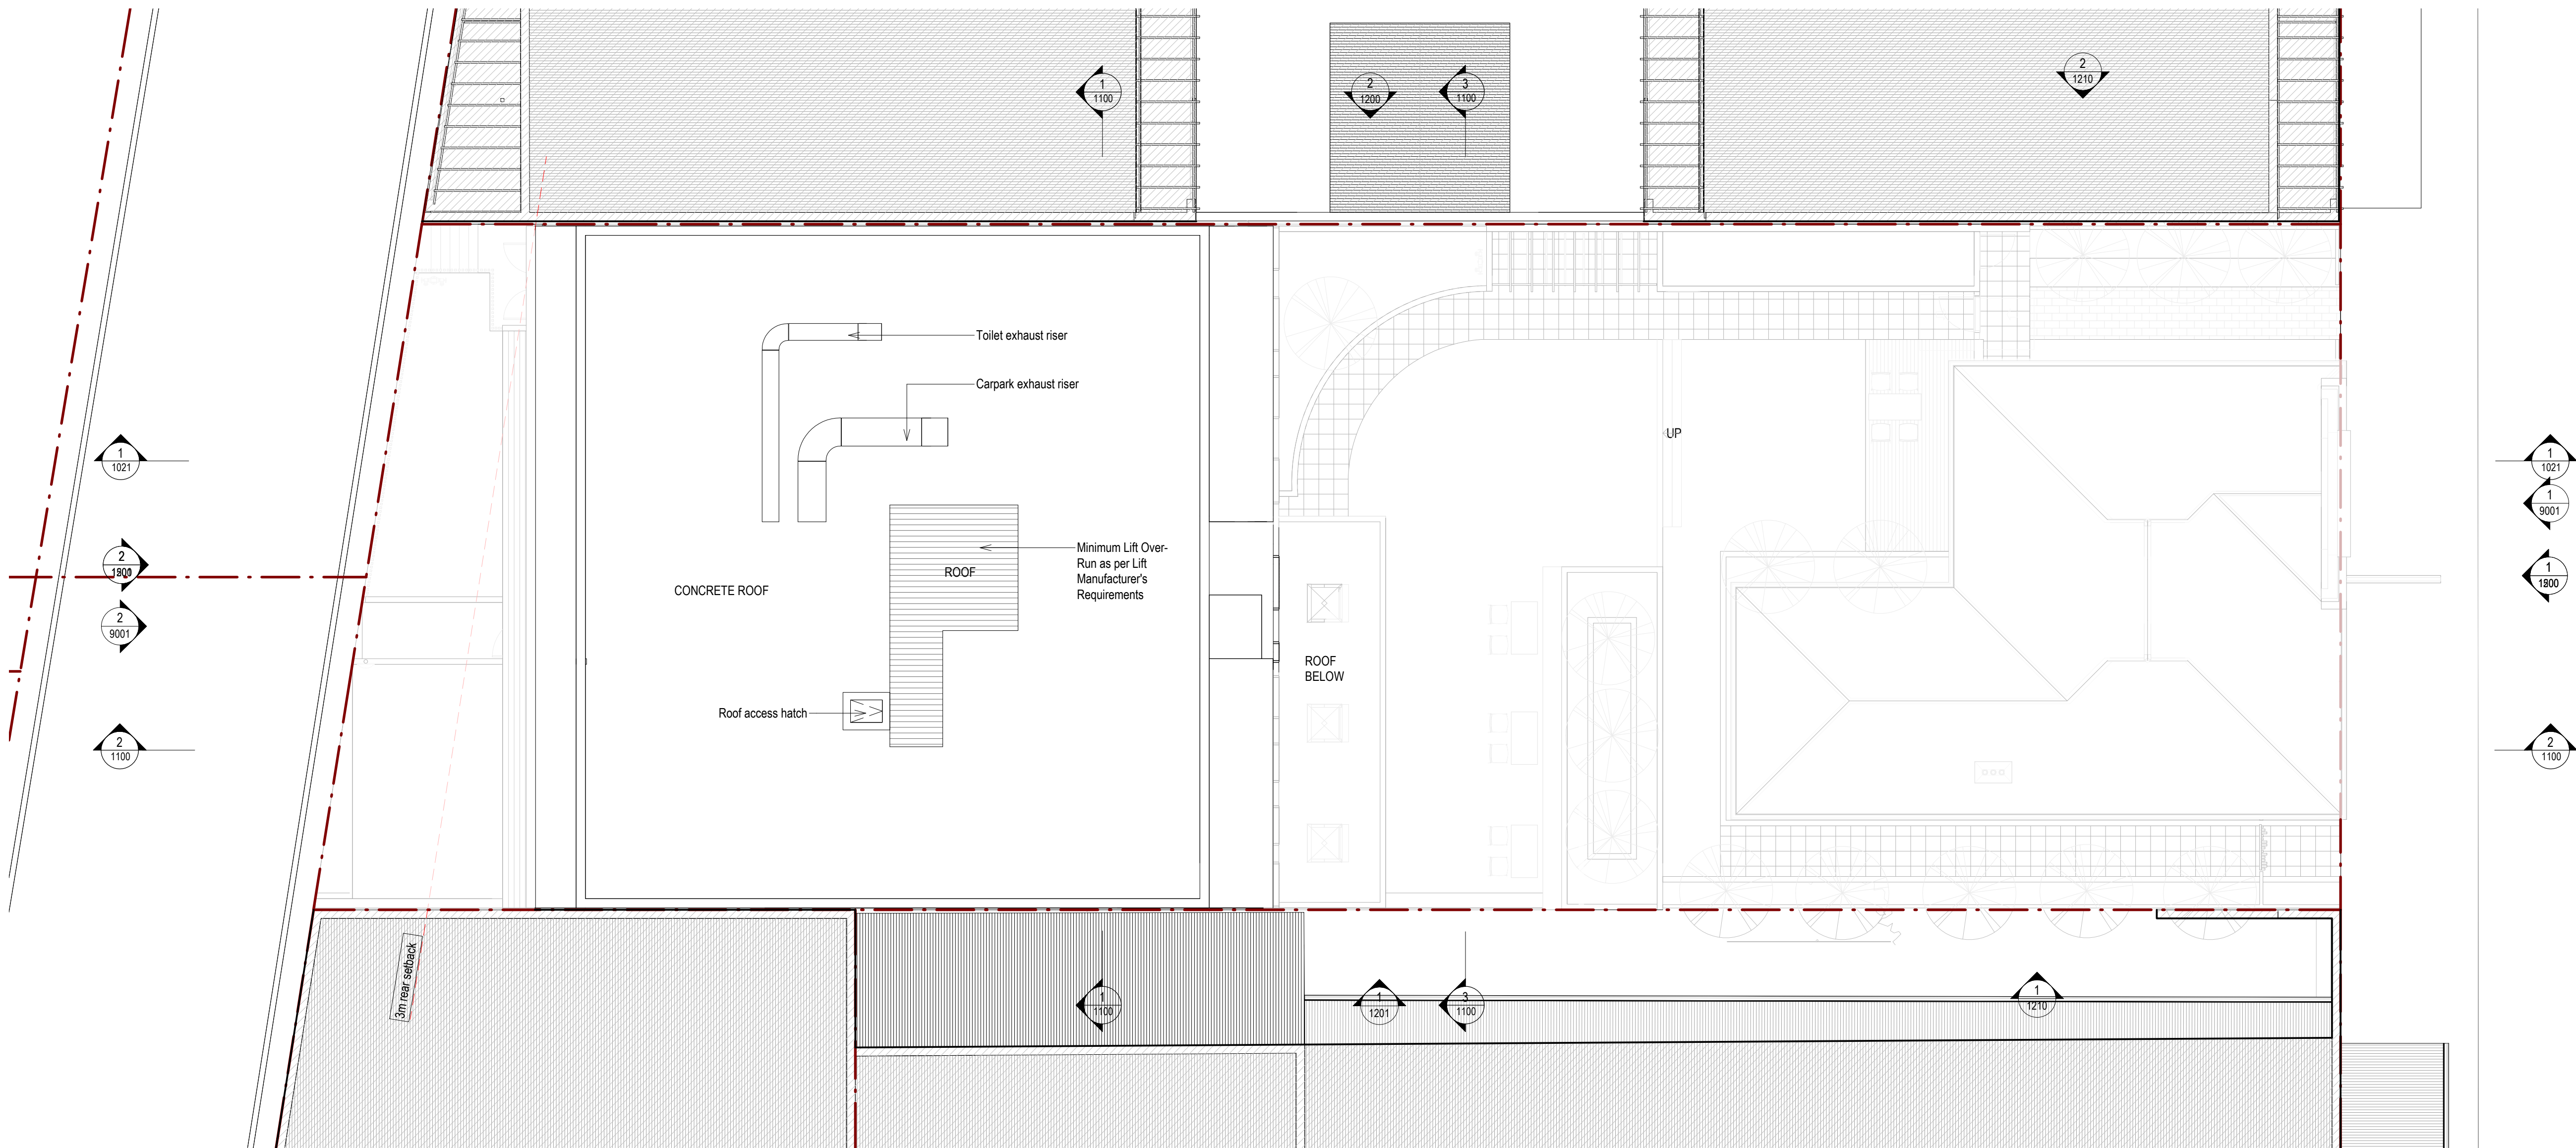 1
1100
2
1200
3
1100
2
1210
Toilet exhaust riser
Carpark exhaust riser
UP
1
1021
1
1021
1
9001
Minimum Lift Over-
Run as per Lift
Manufacturer's
Requirements
ROOF
CONCRETE ROOF
2
1
2
9001
ROOF
BELOW
Roof access hatch
2
1100
2
1100
3m rear setback
1
1100
1
1201
3
1100
1
1210